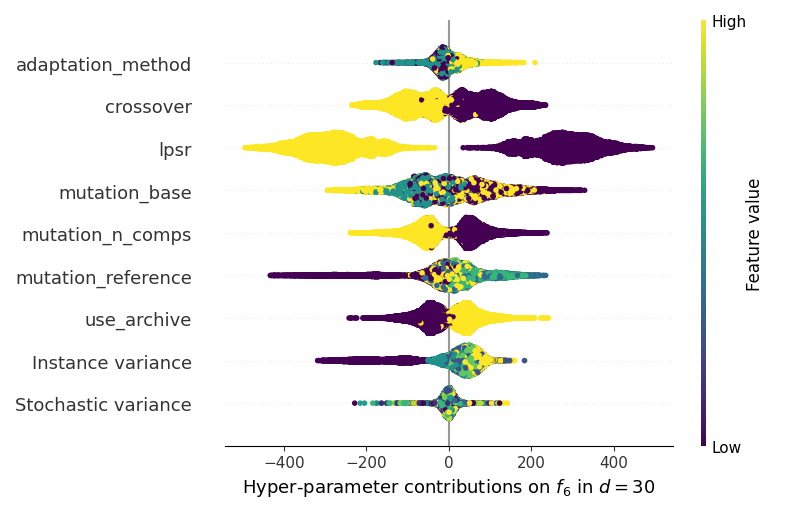 High
adaptation_method
crossover
lpsr
mutation_base
mutation_n_comps
mutation_reference
use_archive
Instance variance
Stochastic variance
Feature value
Low
−400 −200 0 200 400
Hyper-parameter contributions on f₆ in d = 30